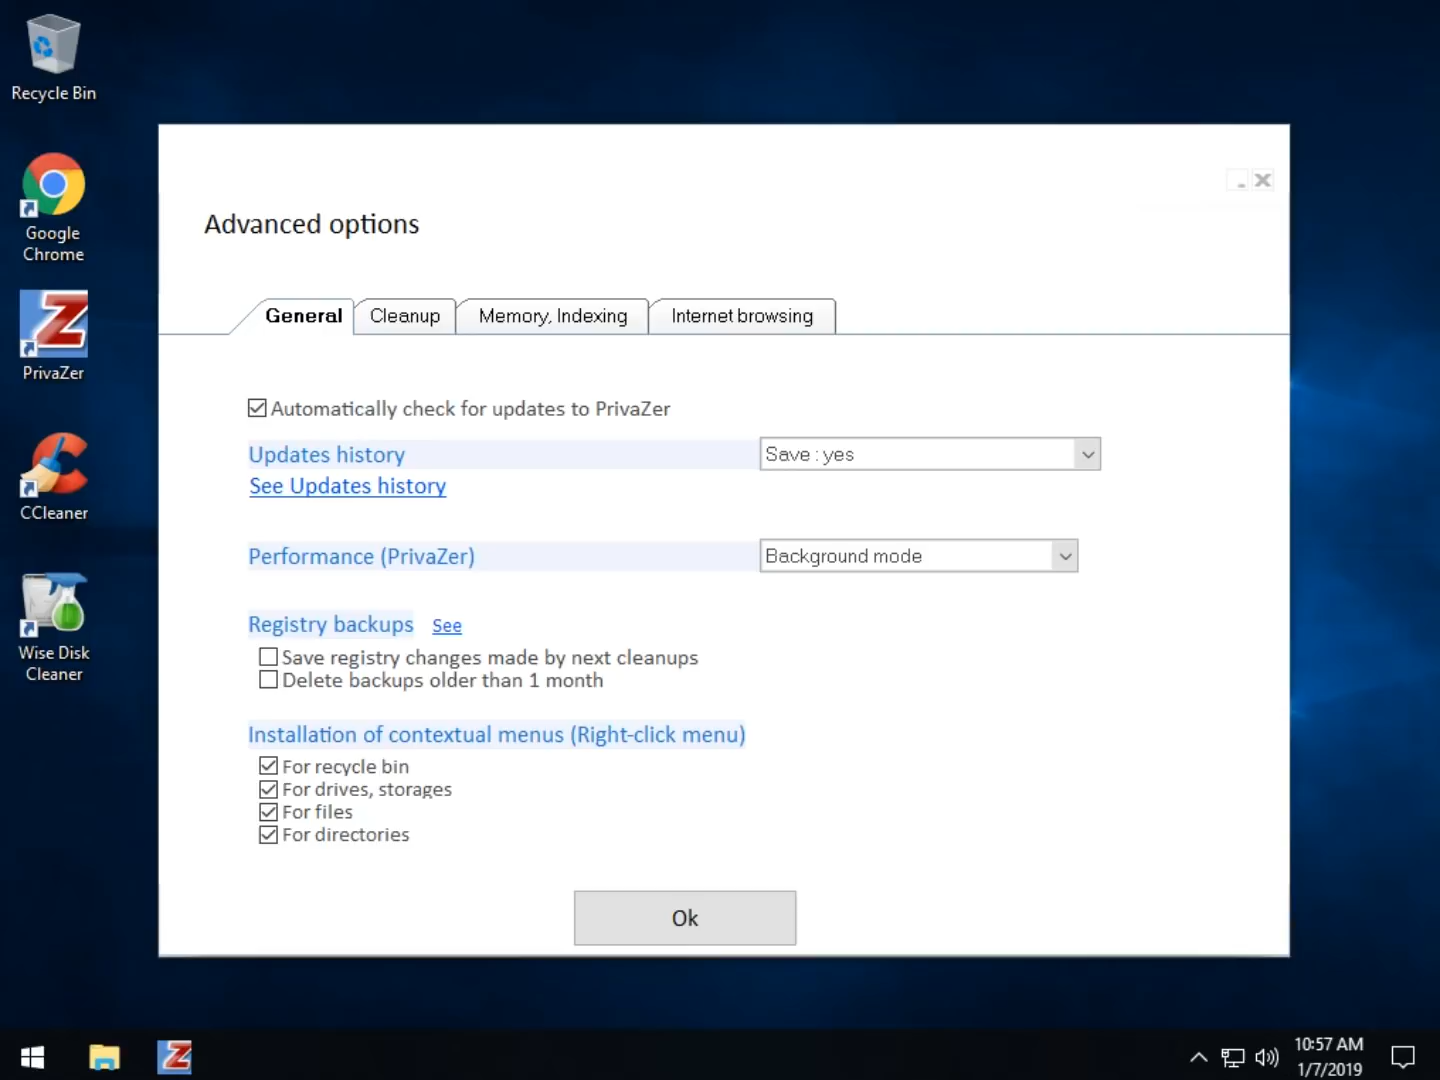 Recycle Bin
Google
Chrome
PrivaZer
CCleaner
Wise Disk
Cleaner
Advanced options
General
Cleanup
Memory, Indexing
Internet browsing
Automatically check for updates to PrivaZer
Updates history
Save : yes
See Updates history
Performance (PrivaZer)
Background mode
Registry backups See
Save registry changes made by next cleanups
Delete backups older than 1 month
Installation of contextual menus (Right-click menu)
For recycle bin
For drives, storages
For files
For directories
Ok
10:57 AM
1/7/2019